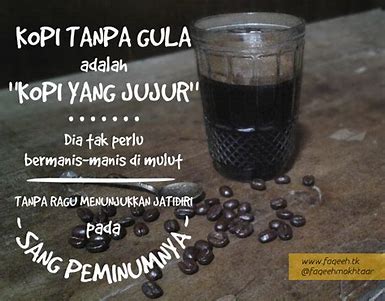 KOPI TANPA GULA
adalah
"KOPI YANG JUJUR"
Dia tak perlu
bermanis-manis di mulut
TANPA RAGU MENUNJUKKAN JATIDIRI
pada
SANG PEMINUMNYA
www.faqeeh.tk
@faqeehmokhtaar